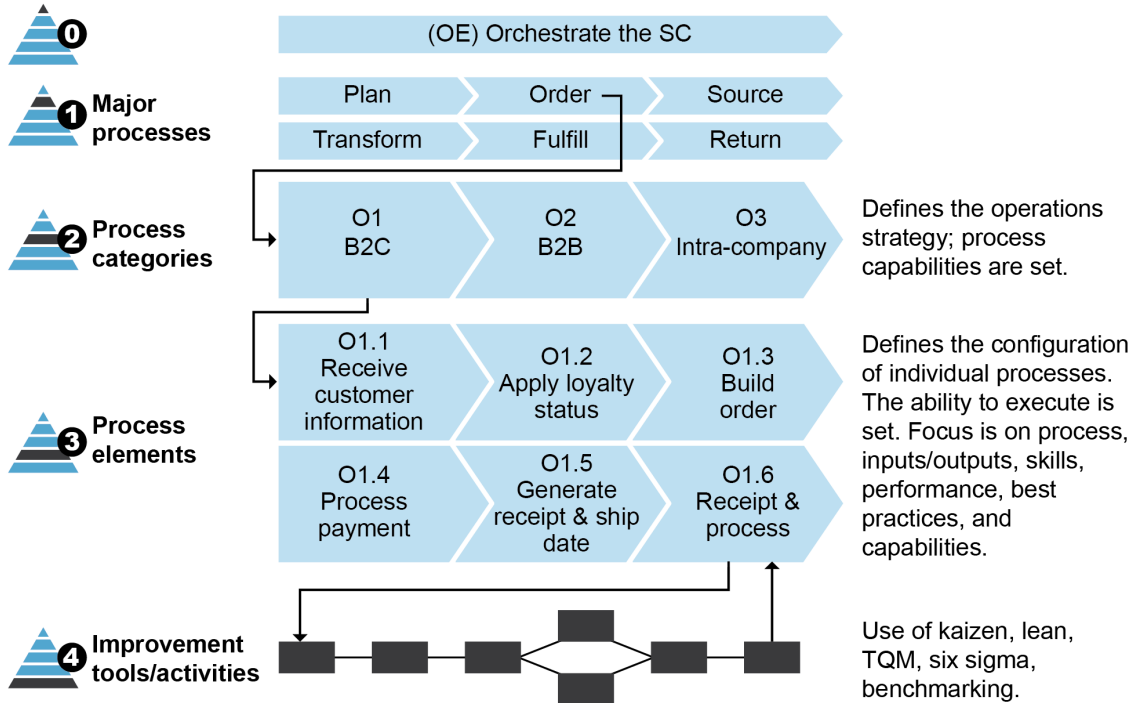 0
(OE) Orchestrate the SC
1
Major
processes
Plan
Order
Source
Transform
Fulfill
Return
2
Process
categories
O1
B2C
O2
B2B
O3
Intra-company
Defines the operations
strategy; process
capabilities are set.
3
Process
elements
O1.1
Receive
customer
information
O1.2
Apply loyalty
status
O1.3
Build
order
O1.4
Process
payment
O1.5
Generate
receipt & ship
date
O1.6
Receipt &
process
Defines the configuration
of individual processes.
The ability to execute is
set. Focus is on process,
inputs/outputs, skills,
performance, best
practices, and
capabilities.
4
Improvement
tools/activities
Use of kaizen, lean,
TQM, six sigma,
benchmarking.